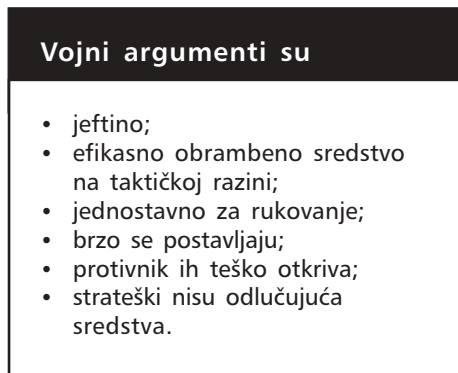 Vojni argumenti su
• jeftino;
• efikasno obrambeno sredstvo
na taktičkoj razini;
• jednostavno za rukovanje;
• brzo se postavljaju;
• protivnik ih teško otkriva;
• strateški nisu odlučujuća
sredstva.